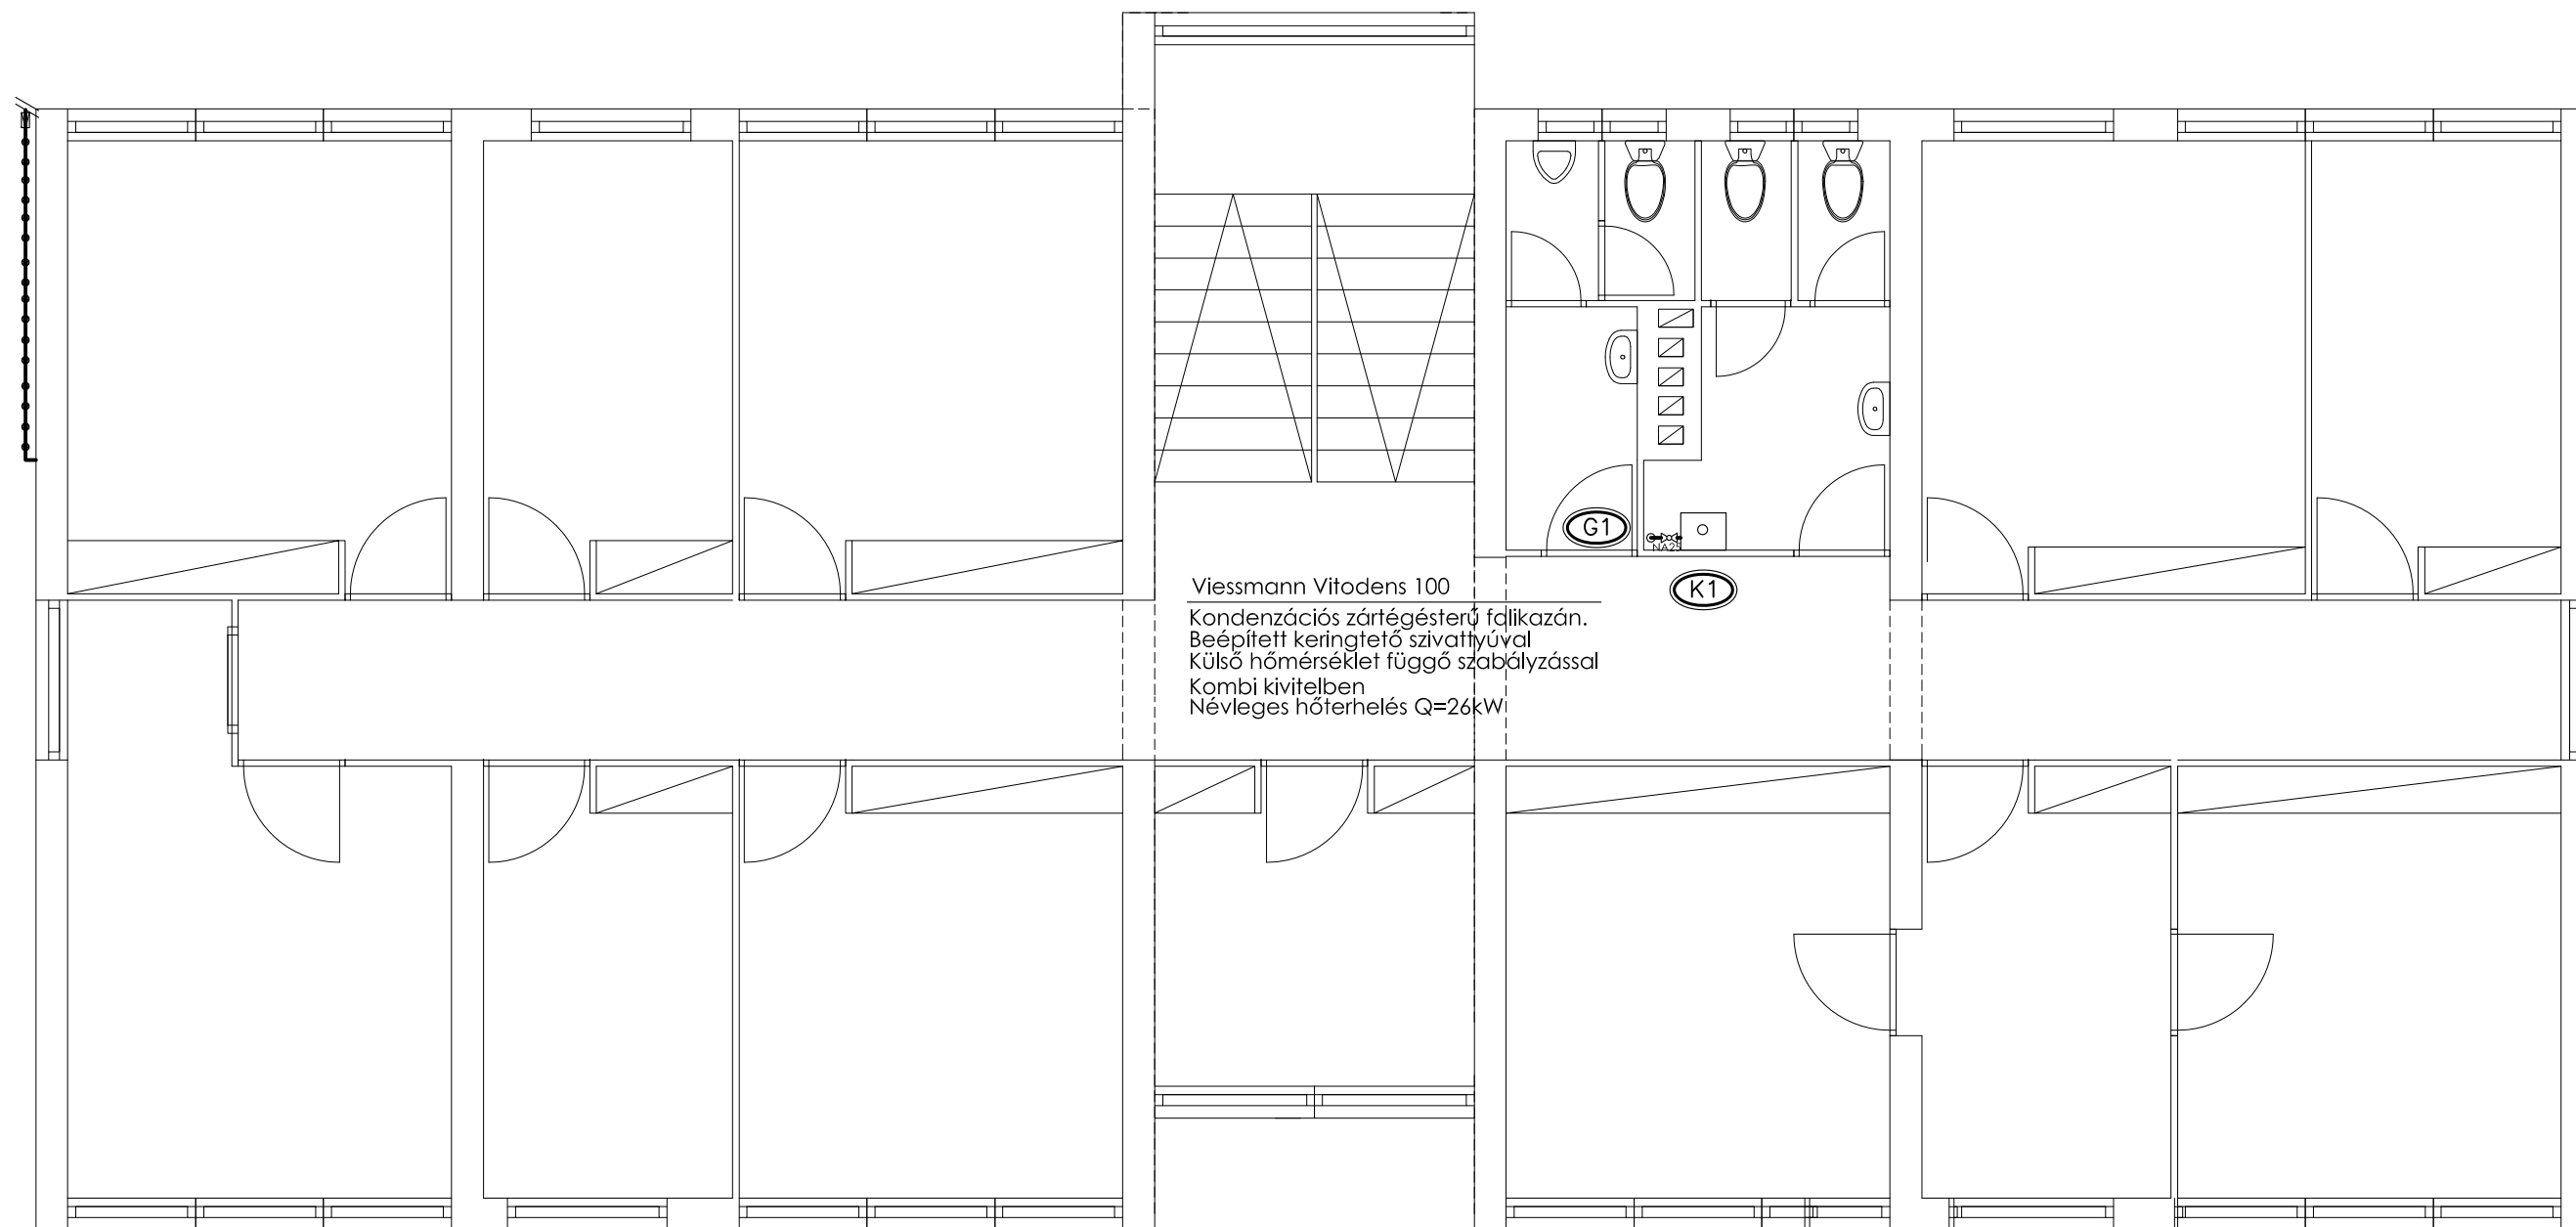 G1
NA25
K1
Viessmann Vitodens 100
Kondenzációs zártégésterű falikazán.
Beépített keringtető szivattyúval
Külső hőmérséklet függő szabályzással
Kombi kivitelben
Névleges hőterhelés Q=26kW